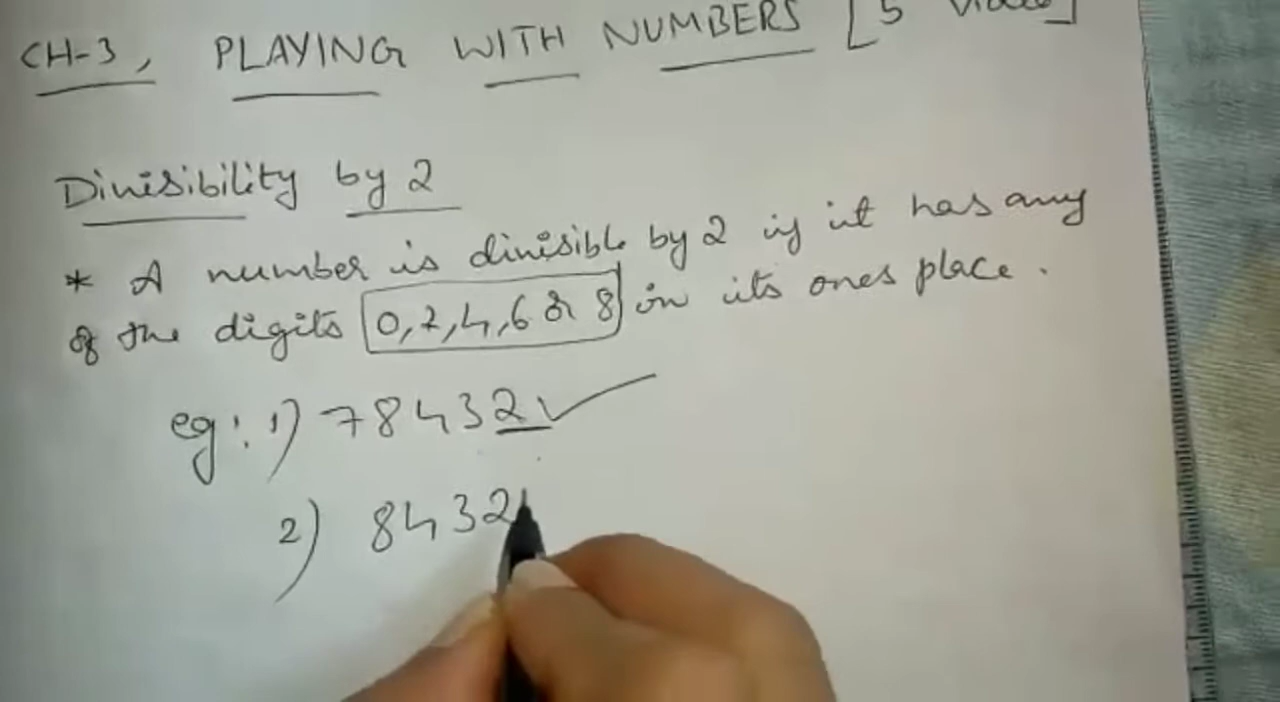 CH-3, PLAYING WITH NUMBERS [5
Divisibility by 2
* A number is divisible by 2 if it has any
of the digits 0,2,4,6 or 8 in its ones place.
eg: 1) 78432 ✓
2) 8432